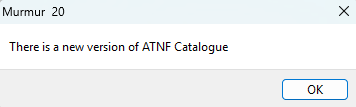 Murmur 20
There is a new version of ATNF Catalogue
OK